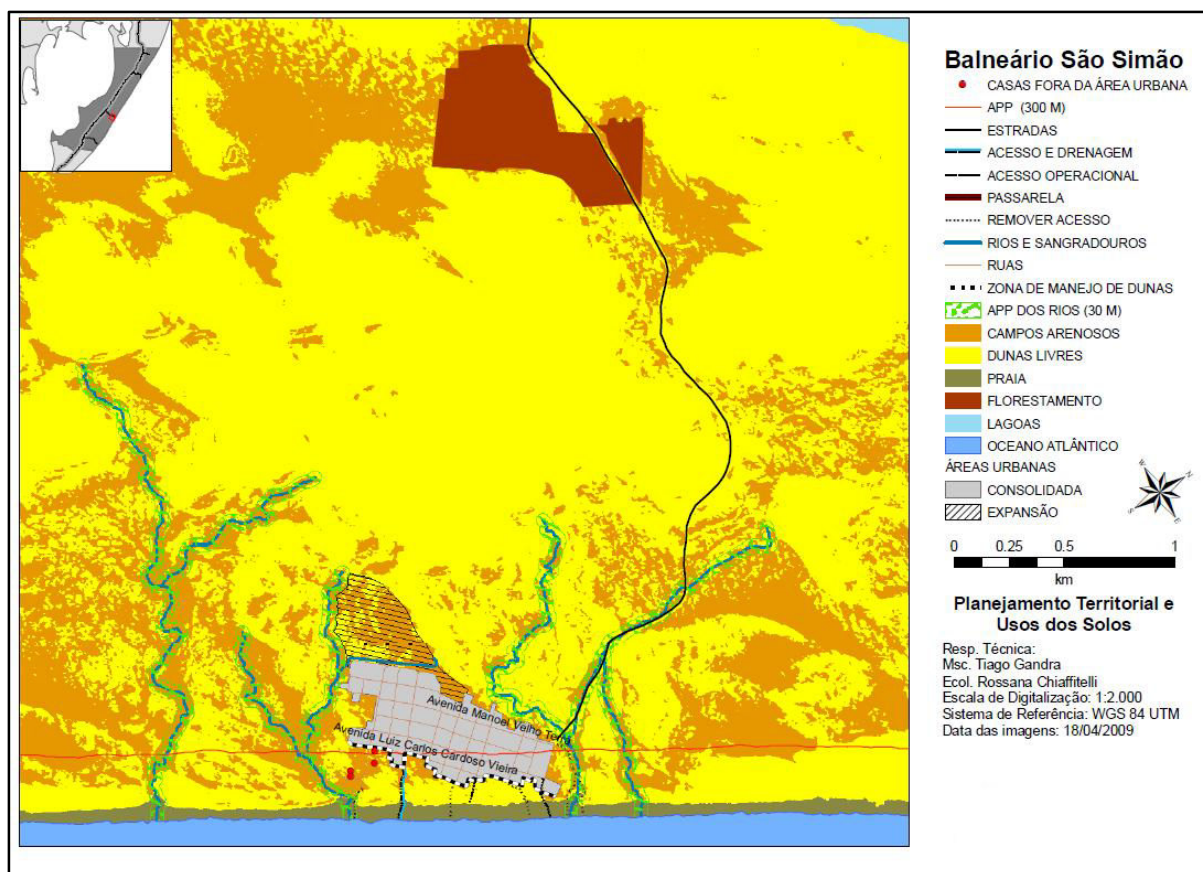 Balneário São Simão
CASAS FORA DA ÁREA URBANA
APP (300 M)
ESTRADAS
ACESSO E DRENAGEM
ACESSO OPERACIONAL
PASSARELA
REMOVER ACESSO
RIOS E SANGRADOUROS
RUAS
ZONA DE MANEJO DE DUNAS
APP DOS RIOS (30 M)
CAMPOS ARENOSOS
DUNAS LIVRES
PRAIA
FLORESTAMENTO
LAGOAS
OCEANO ATLÂNTICO
ÁREAS URBANAS
CONSOLIDADA
EXPANSÃO
W
N
S
E
0 0.25 0.5 1
km
Planejamento Territorial e
Usos dos Solos
Resp. Técnica:
Msc. Tiago Gandra
Ecol. Rossana Chiaffitelli
Escala de Digitalização: 1:2.000
Sistema de Referência: WGS 84 UTM
Data das imagens: 18/04/2009
Avenida Manoel Velho Terra
Avenida Luiz Carlos Cardoso Vieira